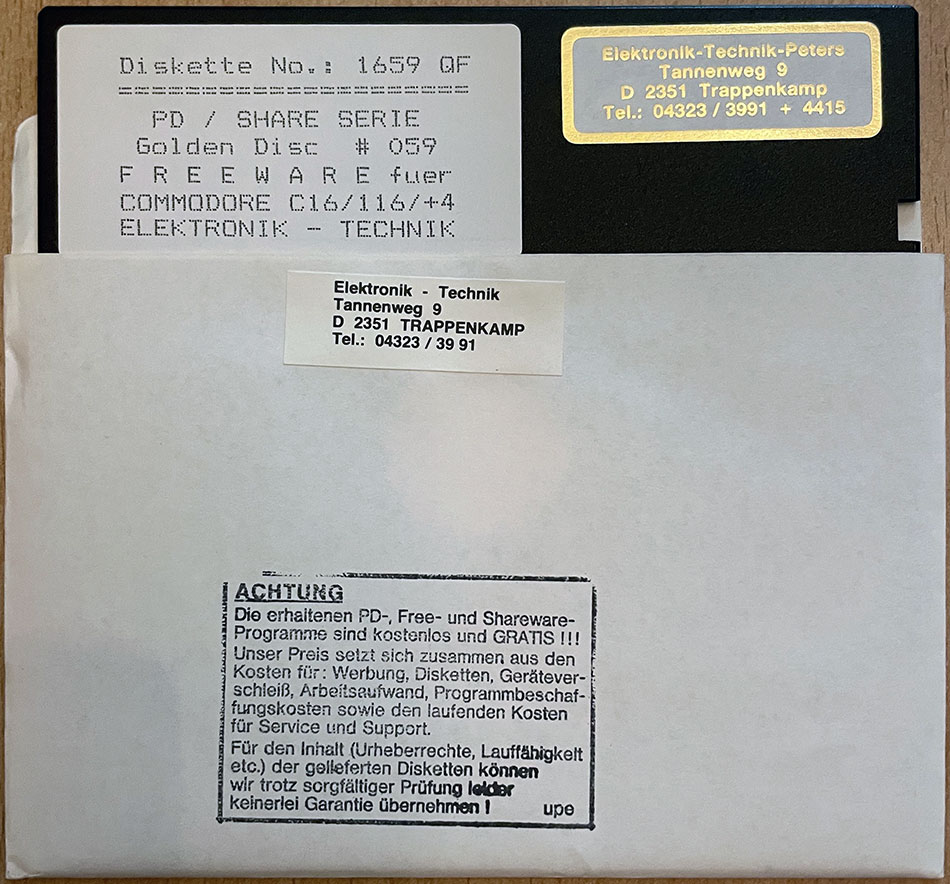 Diskette No.: 1659 QF
=================================
PD / SHARE SERIE
Golden Disc # 059
F R E E W A R E fuer
COMMODORE C16/116/+4
ELEKTRONIK - TECHNIK
Elektronik-Technik-Peters
Tannenweg 9
D 2351 Trappenkamp
Tel.: 04323 / 3991 + 4415
Elektronik - Technik
Tannenweg 9
D 2351 TRAPPENKAMP
Tel.: 04323 / 39 91
ACHTUNG
Die erhaltenen PD-, Free- und Shareware-
Programme sind kostenlos und GRATIS !!!
Unser Preis setzt sich zusammen aus den
Kosten für: Werbung, Disketten, Gerätever-
schleiß, Arbeitsaufwand, Programmbeschaf-
fungskosten sowie den laufenden Kosten
für Service und Support.
Für den Inhalt (Urheberrechte, Lauffähigkeit
etc.) der gelieferten Disketten können
wir trotz sorgfältiger Prüfung leider
keinerlei Garantie übernehmen ! upe